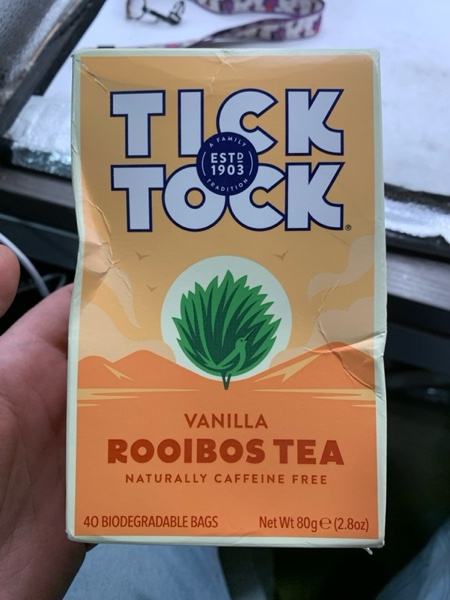 TICK
A FAMILY
ESTD
1903
TRADITION
TOCK®
VANILLA
ROOIBOS TEA
NATURALLY CAFFEINE FREE
40 BIODEGRADABLE BAGS
Net Wt 80g ℮ (2.8oz)